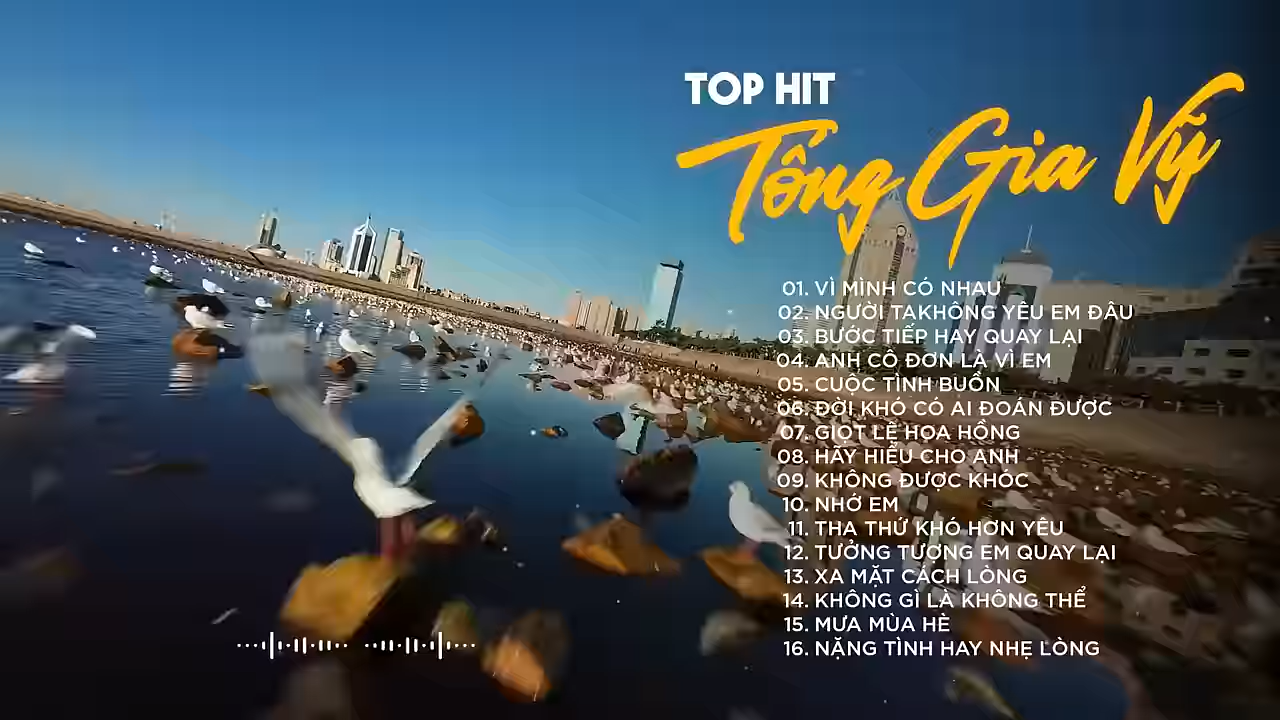 TOP HIT
Tống Gia Vỹ
01. VÌ MÌNH CÓ NHAU
02. NGƯỜI TAKHÔNG YÊU EM ĐÂU
03. BƯỚC TIẾP HAY QUAY LẠI
04. ANH CÔ ĐƠN LÀ VÌ EM
05. CUỘC TÌNH BUỒN
06. ĐỜI KHÓ CÓ AI ĐOÁN ĐƯỢC
07. GIỌT LỆ HOA HỒNG
08. HÃY HIỂU CHO ANH
09. KHÔNG ĐƯỢC KHÓC
10. NHỚ EM
11. THA THỨ KHÓ HƠN YÊU
12. TƯỞNG TƯỢNG EM QUAY LẠI
13. XA MẶT CÁCH LÒNG
14. KHÔNG GÌ LÀ KHÔNG THỂ
15. MƯA MÙA HÈ
16. NẶNG TÌNH HAY NHẸ LÒNG